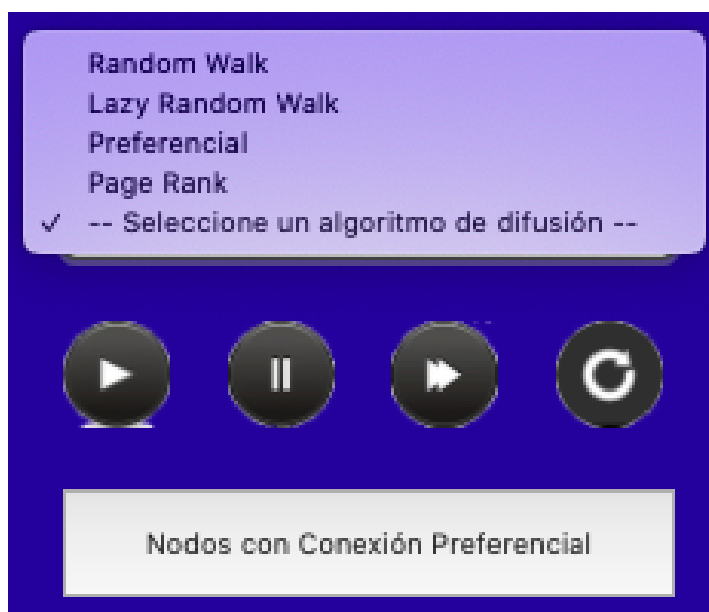 Random Walk
Lazy Random Walk
Preferencial
Page Rank
✓ -- Seleccione un algoritmo de difusión --
Nodos con Conexión Preferencial